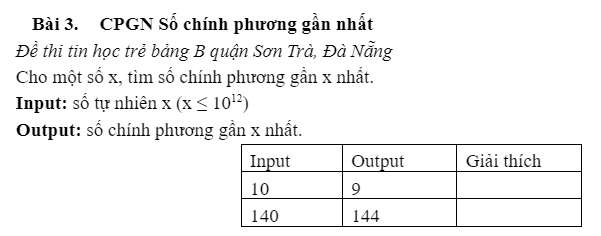 Bài 3. CPGN Số chính phương gần nhất
Đề thi tin học trẻ bảng B quận Sơn Trà, Đà Nẵng
Cho một số x, tìm số chính phương gần x nhất.
Input: số tự nhiên x (x ≤ 10¹²)
Output: số chính phương gần x nhất.
Input Output Giải thích
10 9
140 144